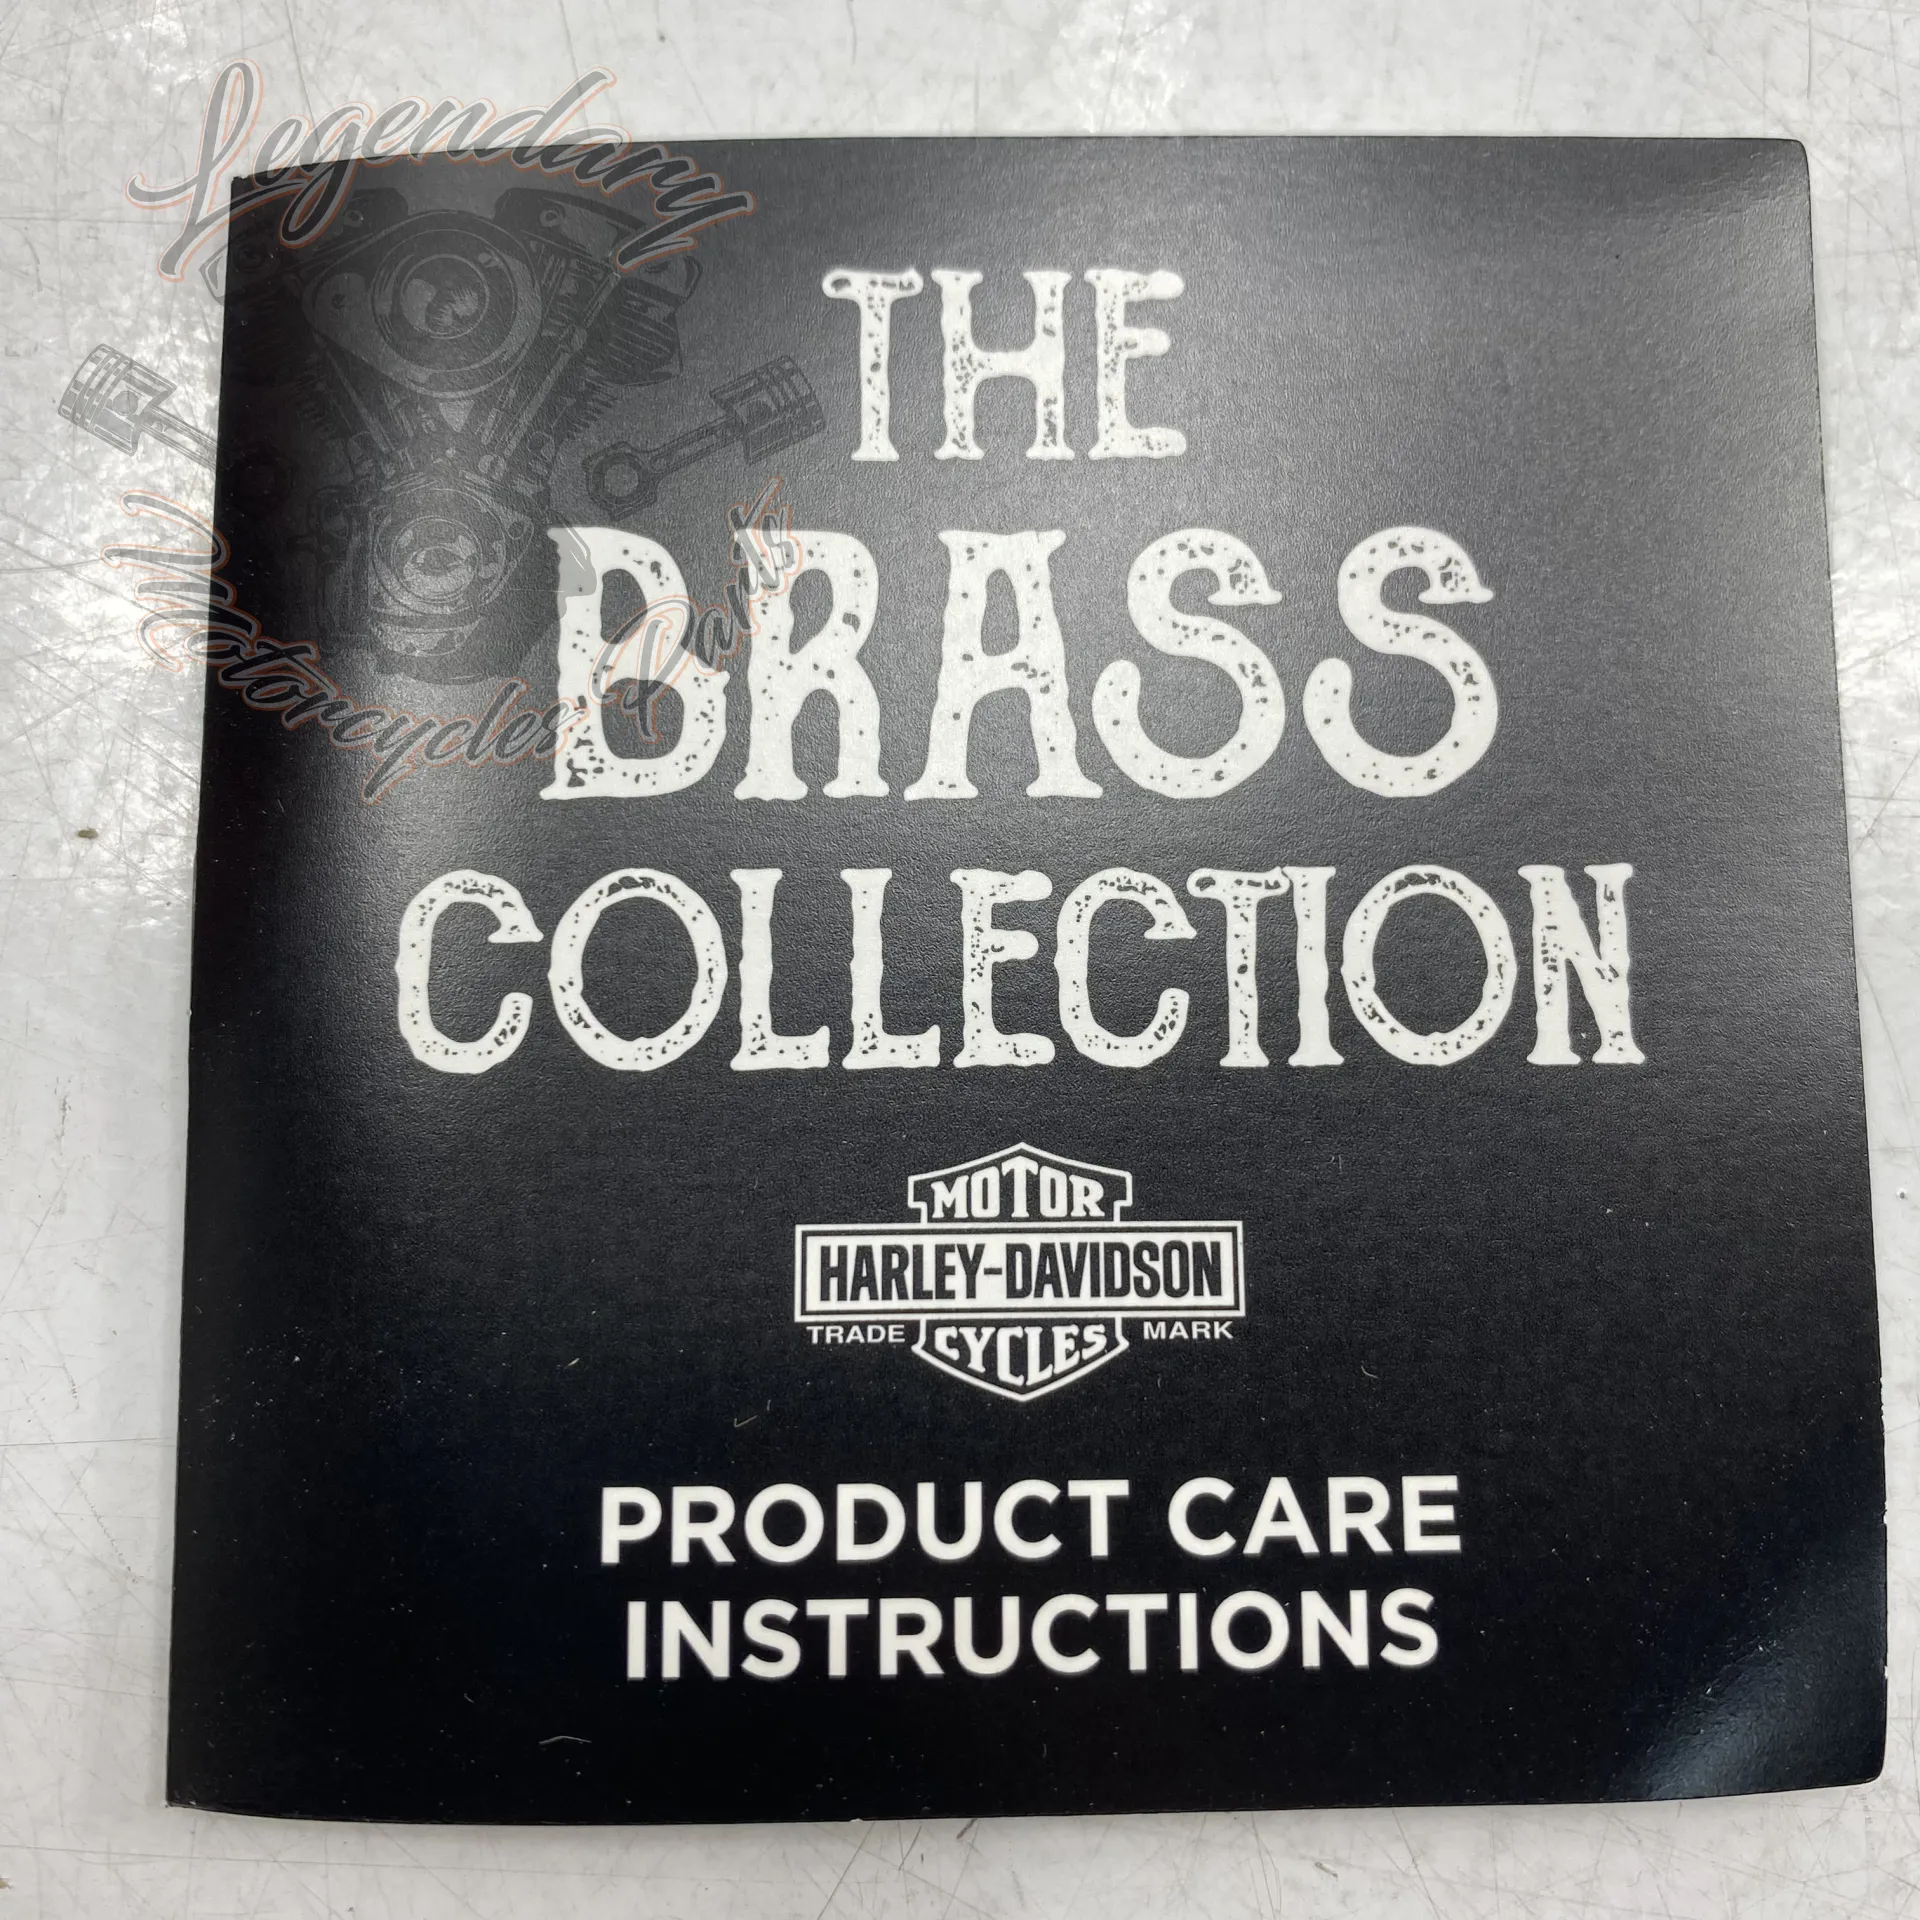 Legendary
Motorcycles Parts
THE
BRASS
COLLECTION
MOTOR
HARLEY-DAVIDSON
TRADE CYCLES MARK
PRODUCT CARE
INSTRUCTIONS